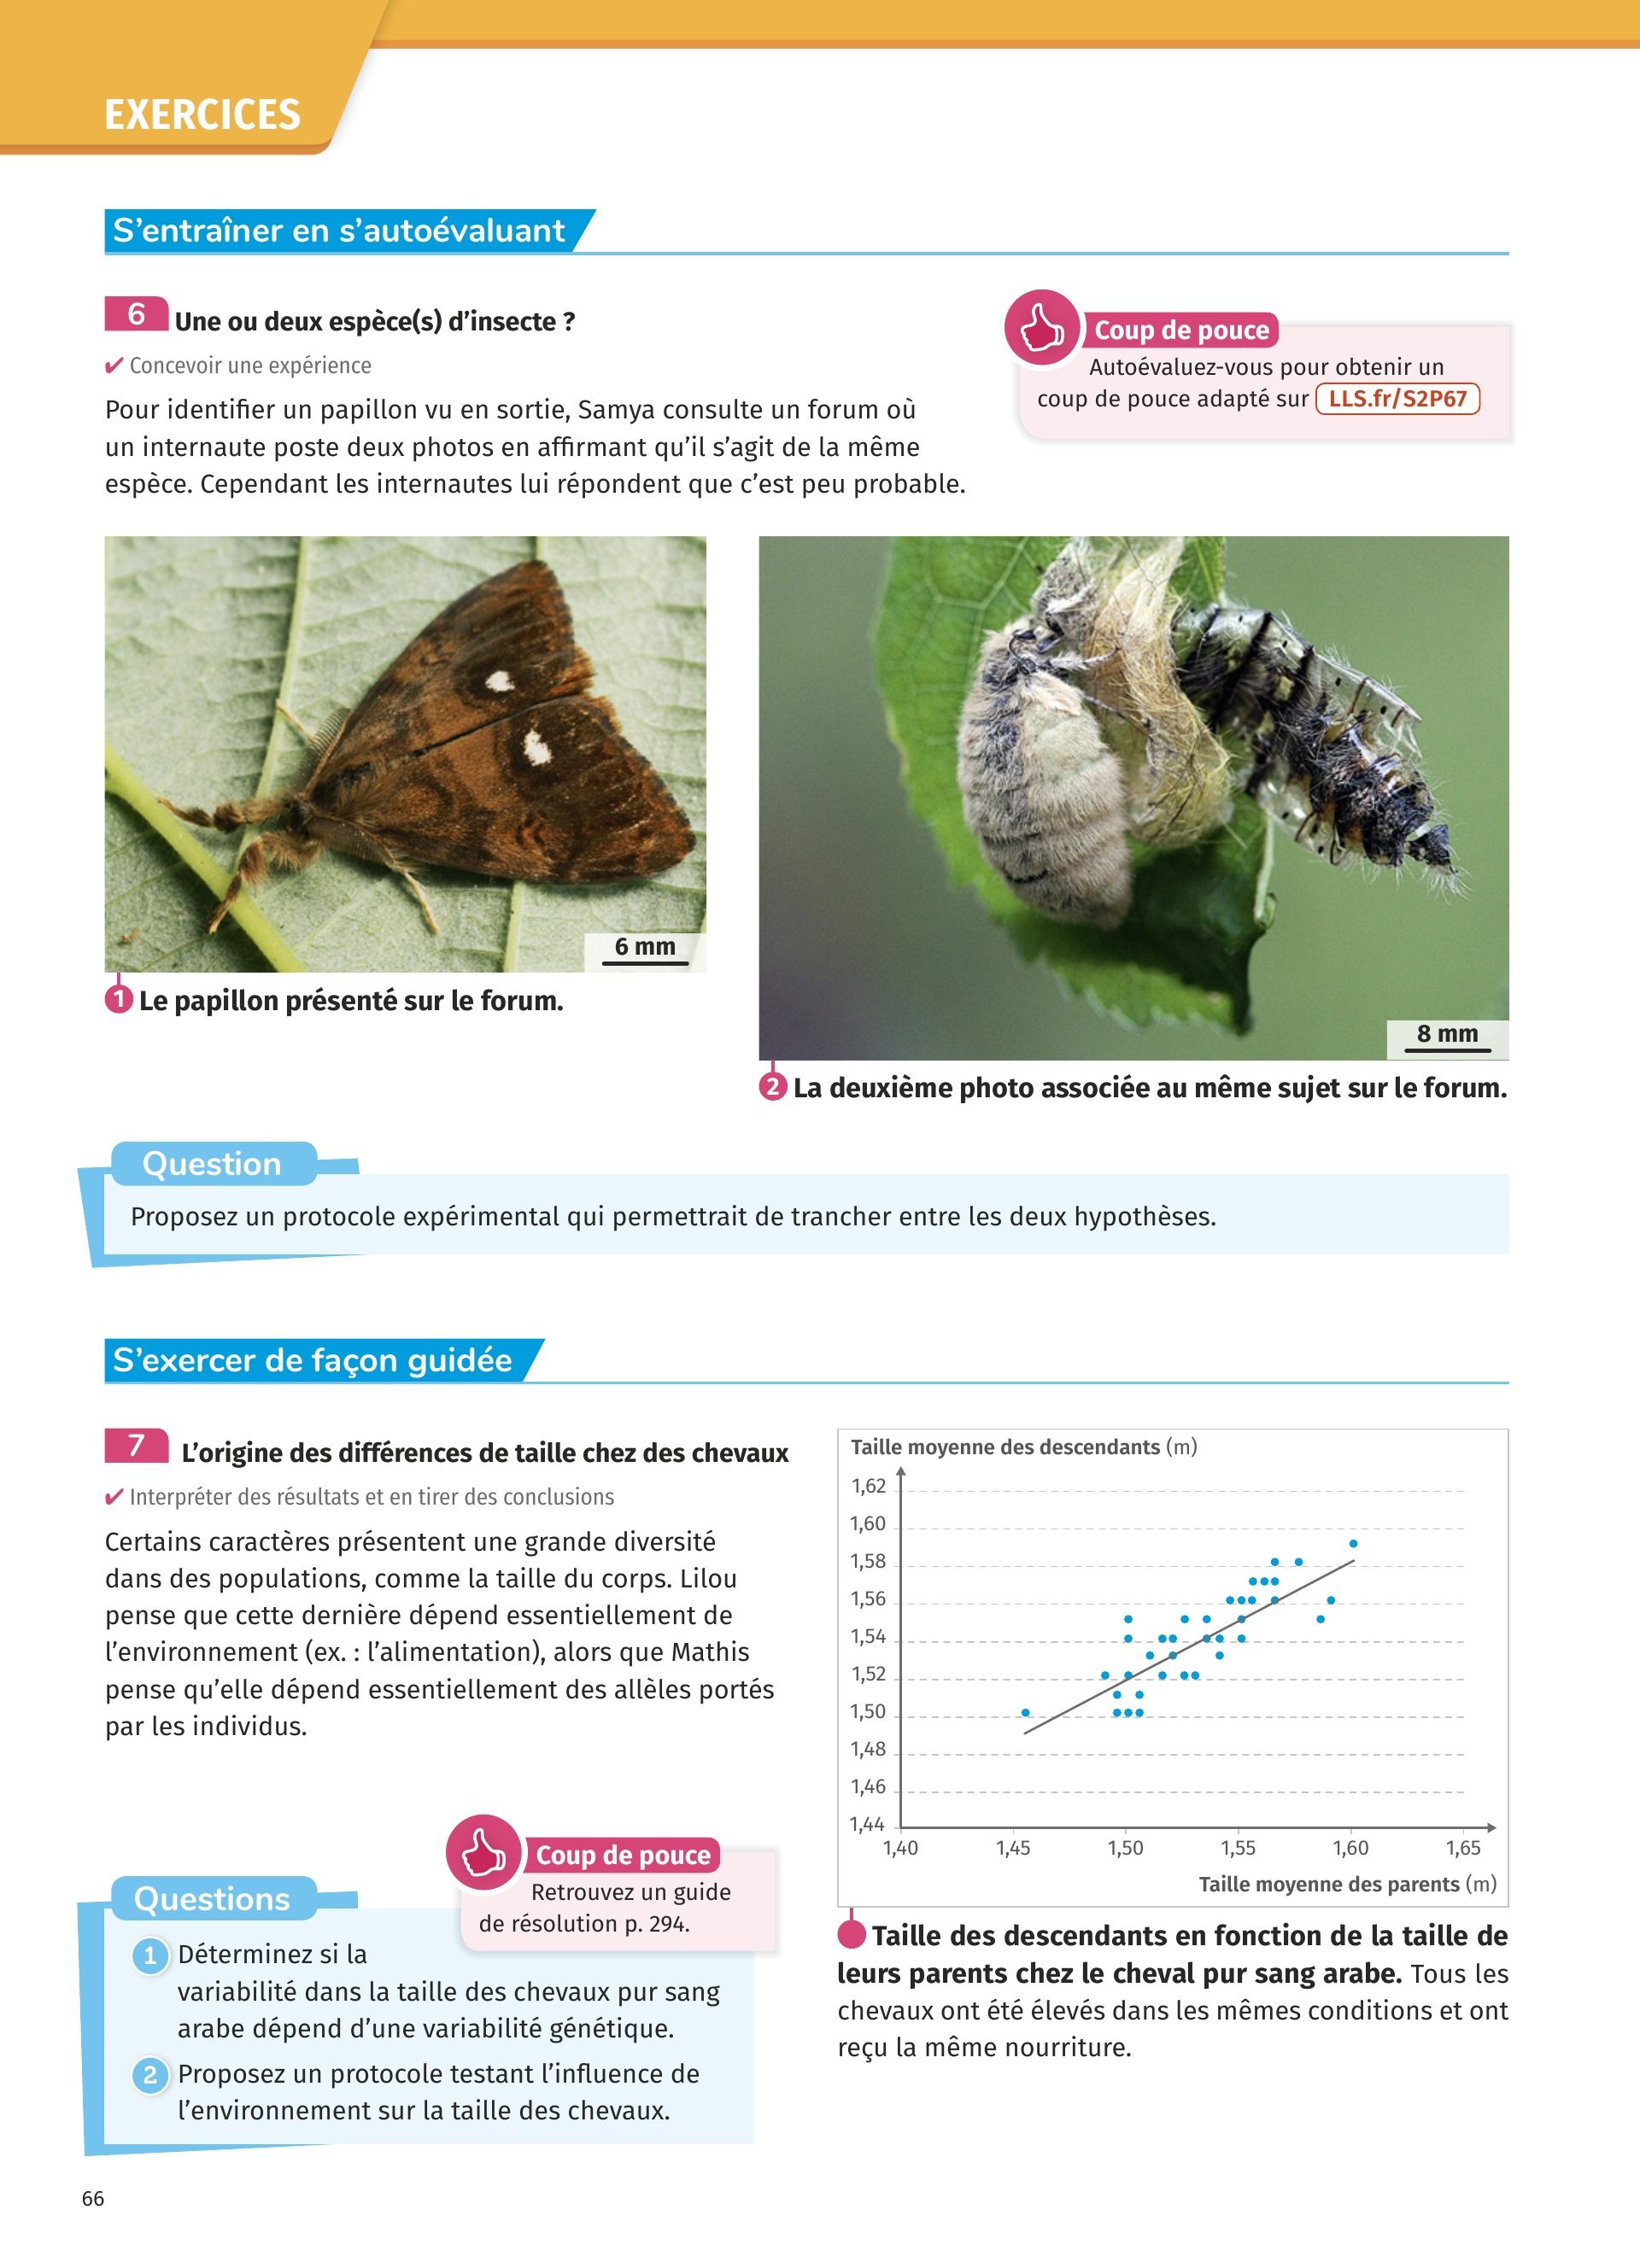 EXERCICES
S'entraîner en s'autoévaluant
6 Une ou deux espèce(s) d'insecte ?
✔ Concevoir une expérience
Pour identifier un papillon vu en sortie, Samya consulte un forum où
un internaute poste deux photos en affirmant qu'il s'agit de la même
espèce. Cependant les internautes lui répondent que c'est peu probable.
Coup de pouce
Autoévaluez-vous pour obtenir un
coup de pouce adapté sur LLS.fr/S2P67
6 mm
1 Le papillon présenté sur le forum.
8 mm
2 La deuxième photo associée au même sujet sur le forum.
Question
Proposez un protocole expérimental qui permettrait de trancher entre les deux hypothèses.
S'exercer de façon guidée
7 L'origine des différences de taille chez des chevaux
✔ Interpréter des résultats et en tirer des conclusions
Certains caractères présentent une grande diversité
dans des populations, comme la taille du corps. Lilou
pense que cette dernière dépend essentiellement de
l'environnement (ex. : l'alimentation), alors que Mathis
pense qu'elle dépend essentiellement des allèles portés
par les individus.
Coup de pouce
Retrouvez un guide
de résolution p. 294.
Questions
1 Déterminez si la
variabilité dans la taille des chevaux pur sang
arabe dépend d'une variabilité génétique.
2 Proposez un protocole testant l'influence de
l'environnement sur la taille des chevaux.
Taille moyenne des descendants (m)
1,62
1,60
1,58
1,56
1,54
1,52
1,50
1,48
1,46
1,44
1,40 1,45 1,50 1,55 1,60 1,65
Taille moyenne des parents (m)
Taille des descendants en fonction de la taille de
leurs parents chez le cheval pur sang arabe. Tous les
chevaux ont été élevés dans les mêmes conditions et ont
reçu la même nourriture.
66